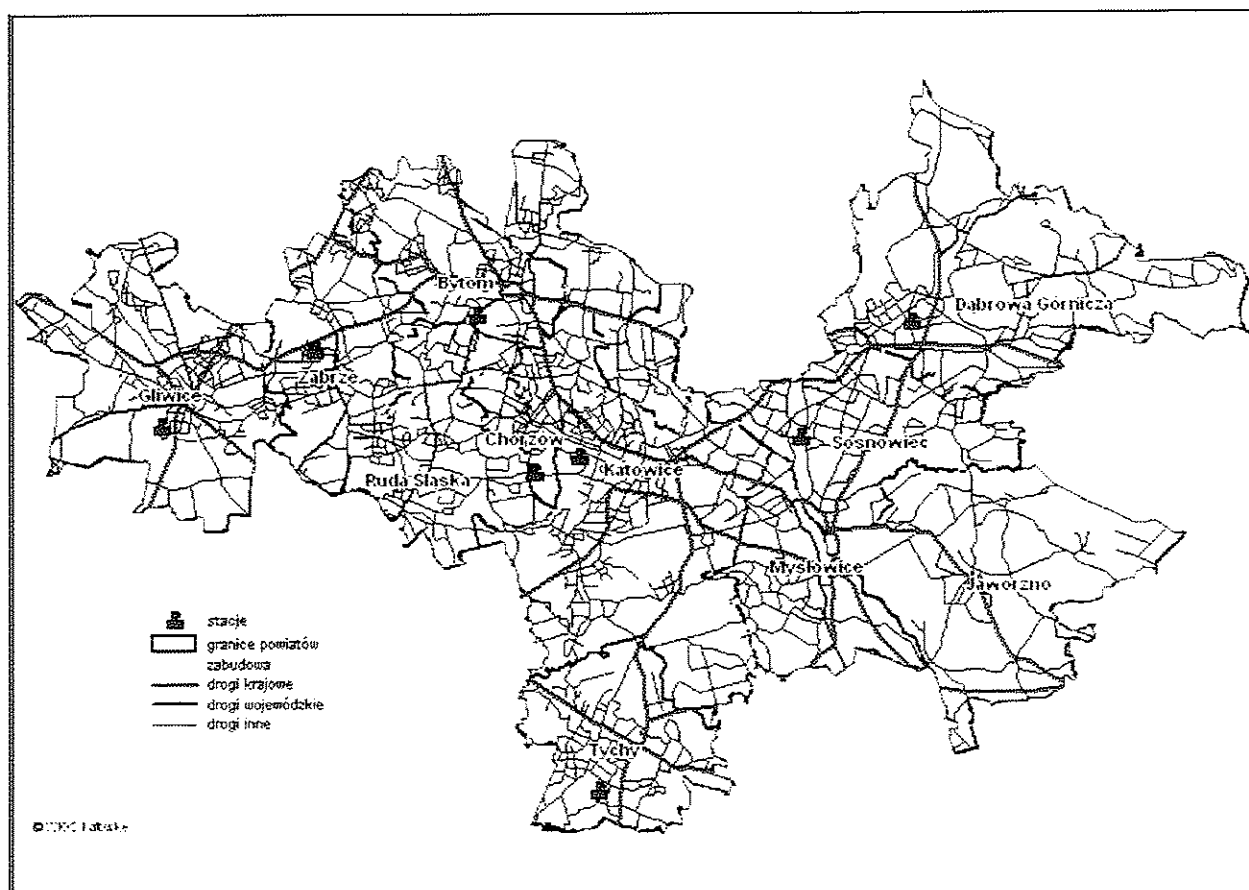 Bytom
Dąbrowa Górnicza
Zabrze
Gliwice
Chorzów
Sosnowiec
Katowice
Ruda Śląska
Mysłowice
Jaworzno
stacje
granice powiatów
zabudowa
drogi krajowe
drogi wojewódzkie
drogi inne
Tychy